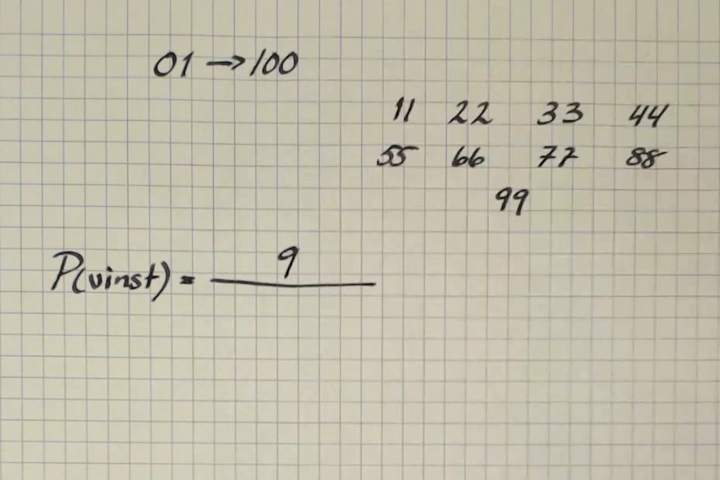 01 → 100
11 22 33 44
55 66 77 88
99
9
P(vinst) =